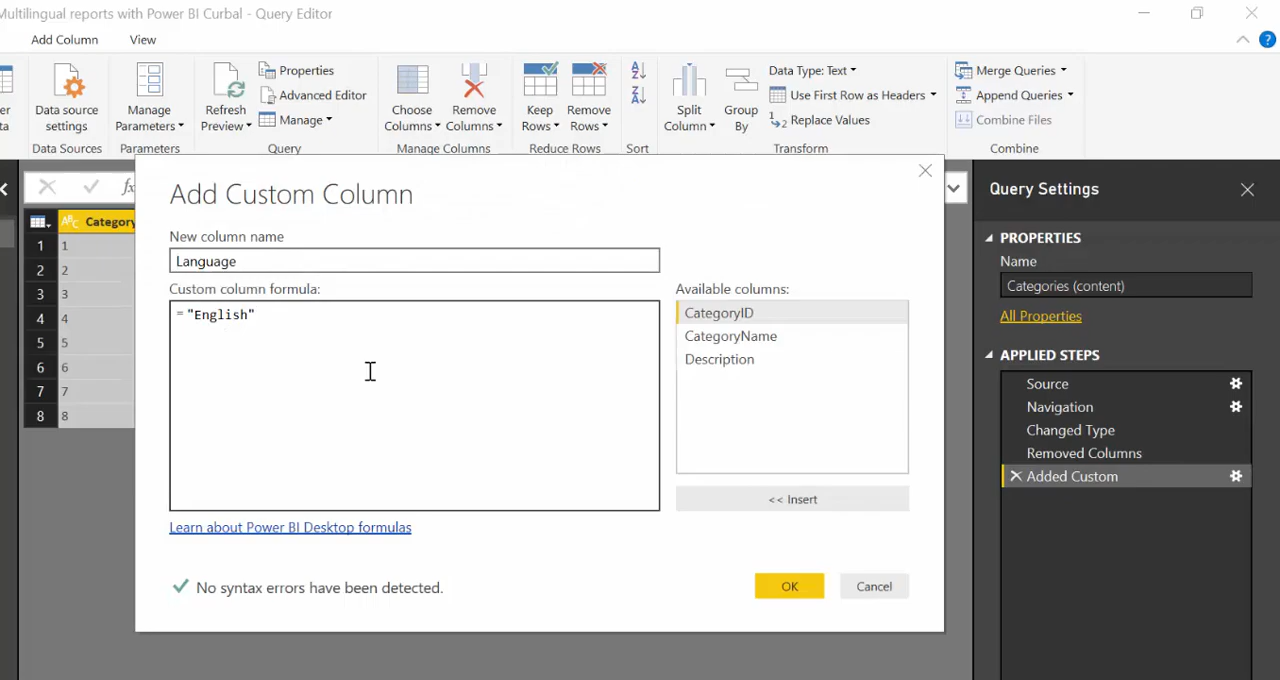 Multilingual reports with Power BI Curbal - Query Editor
Add Column
View
Data source
settings
Data Sources
Manage
Parameters
Parameters
Refresh
Preview
Properties
Advanced Editor
Manage
Query
Choose
Columns
Remove
Columns
Manage Columns
Keep
Rows
Remove
Rows
Reduce Rows
A
Z
Z
A
Sort
Split
Column
Group
By
Data Type: Text
Use First Row as Headers
1
2
Replace Values
Transform
Merge Queries
Append Queries
Combine Files
Combine
?
fx
ABC
Category
1 1
2 2
3 3
4 4
5 5
6 6
7 7
8 8
Add Custom Column
New column name
Language
Custom column formula:
= "English"
Available columns:
CategoryID
CategoryName
Description
<< Insert
Learn about Power BI Desktop formulas
No syntax errors have been detected.
OK
Cancel
Query Settings
PROPERTIES
Name
Categories (content)
All Properties
APPLIED STEPS
Source
Navigation
Changed Type
Removed Columns
Added Custom